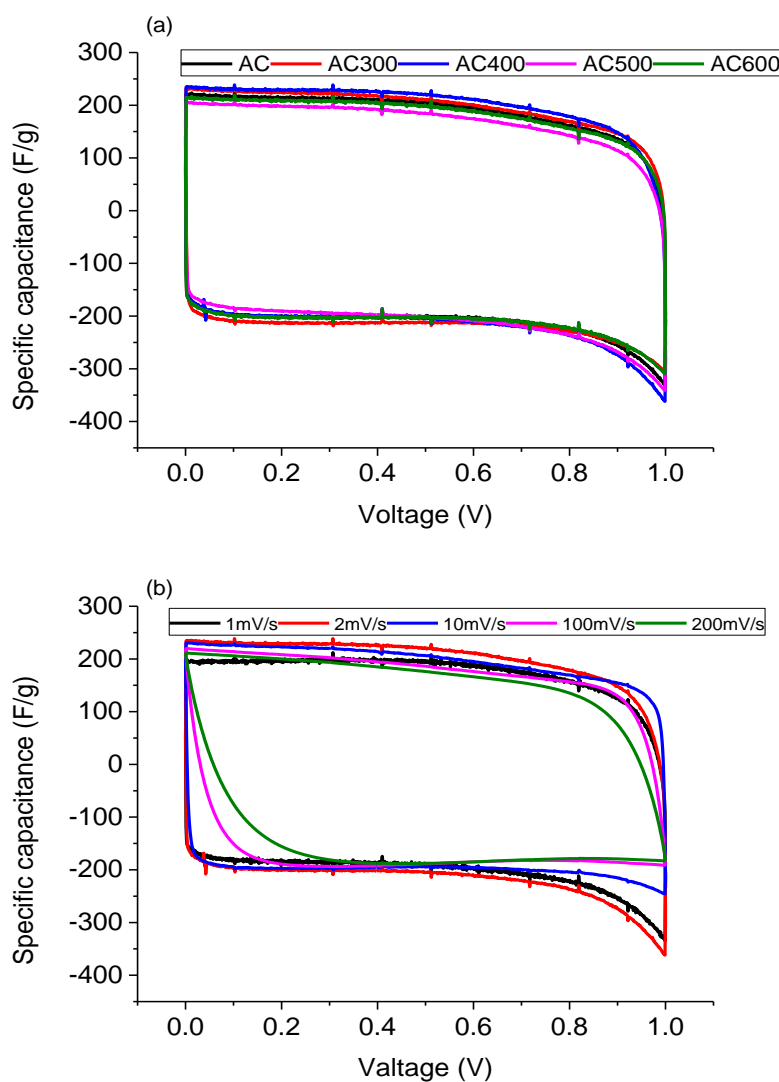 (a)
AC AC300 AC400 AC500 AC600
300
200
100
0
-100
-200
-300
-400
Specific capacitance (F/g)
0.0 0.2 0.4 0.6 0.8 1.0
Voltage (V)
(b)
1mV/s 2mV/s 10mV/s 100mV/s 200mV/s
300
200
100
0
-100
-200
-300
-400
Specific capacitance (F/g)
0.0 0.2 0.4 0.6 0.8 1.0
Valtage (V)